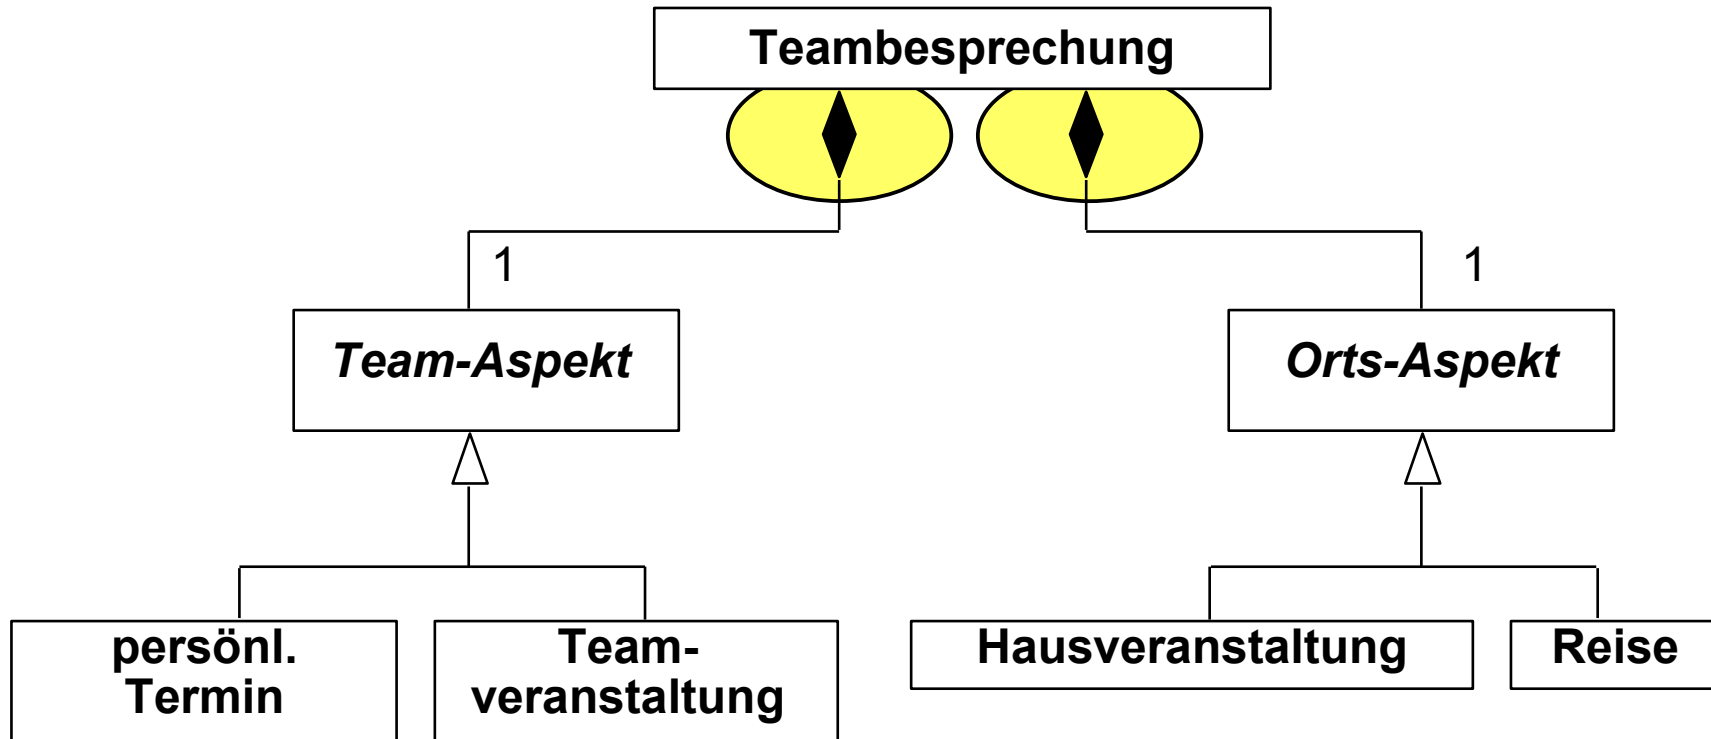 Teambesprechung
1
1
Team-Aspekt
Orts-Aspekt
persönl.
Termin
Team-
veranstaltung
Hausveranstaltung
Reise